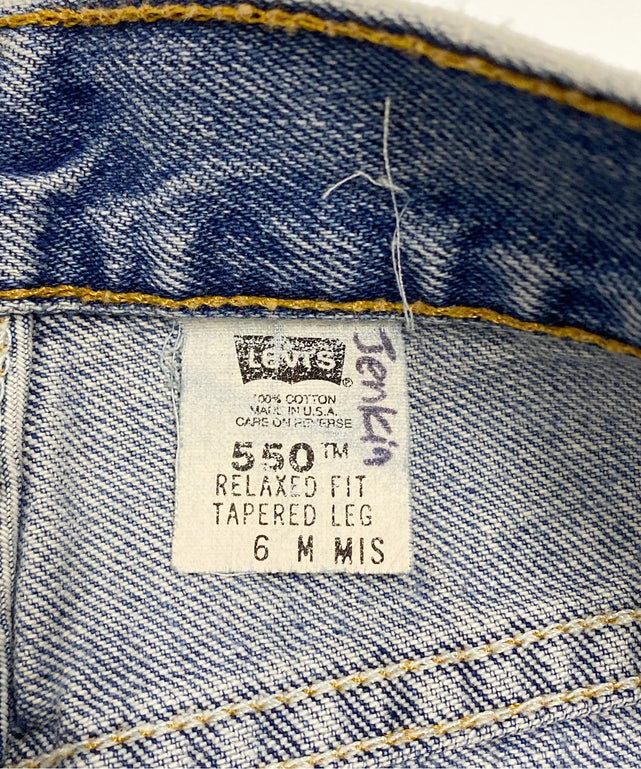 Levi's
®
100% COTTON
MADE IN U.S.A.
CARE ON REVERSE
550™
RELAXED FIT
TAPERED LEG
6 M MIS
Jenkin